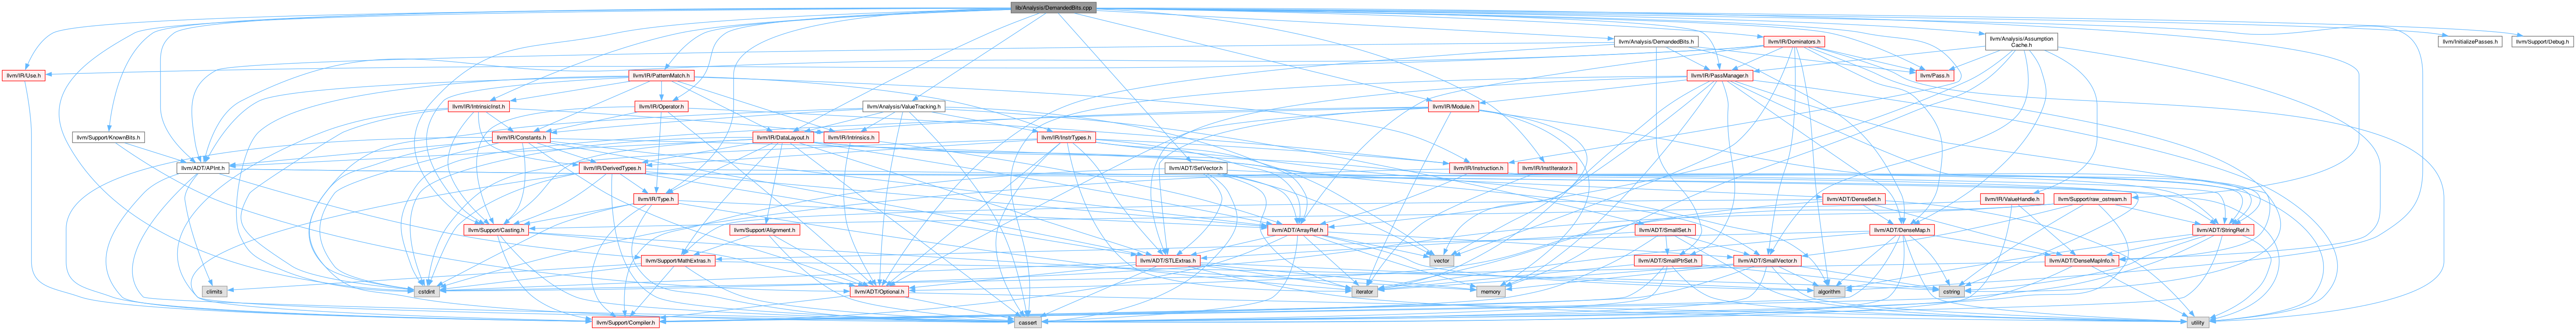 lib/Analysis/DemandedBits.cpp
llvm/Analysis/Assumption
Cache.h
llvm/Analysis/DemandedBits.h
llvm/IR/Dominators.h
llvm/InitializePasses.h
llvm/Support/Debug.h
llvm/IR/Use.h
llvm/IR/PatternMatch.h
llvm/IR/PassManager.h
llvm/Pass.h
llvm/IR/IntrinsicInst.h
llvm/IR/Operator.h
llvm/Analysis/ValueTracking.h
llvm/IR/Module.h
llvm/Support/KnownBits.h
llvm/IR/Constants.h
llvm/IR/DataLayout.h
llvm/IR/Intrinsics.h
llvm/IR/InstrTypes.h
llvm/ADT/APInt.h
llvm/IR/DerivedTypes.h
llvm/ADT/SetVector.h
llvm/IR/Instruction.h
llvm/IR/InstIterator.h
llvm/IR/Type.h
llvm/ADT/DenseSet.h
llvm/IR/ValueHandle.h
llvm/Support/raw_ostream.h
llvm/Support/Casting.h
llvm/Support/Alignment.h
llvm/ADT/ArrayRef.h
llvm/ADT/SmallSet.h
llvm/ADT/DenseMap.h
llvm/ADT/StringRef.h
llvm/Support/MathExtras.h
llvm/ADT/STLExtras.h
vector
llvm/ADT/SmallPtrSet.h
llvm/ADT/SmallVector.h
llvm/ADT/DenseMapInfo.h
climits
cstdint
llvm/ADT/Optional.h
iterator
memory
algorithm
cstring
llvm/Support/Compiler.h
cassert
utility